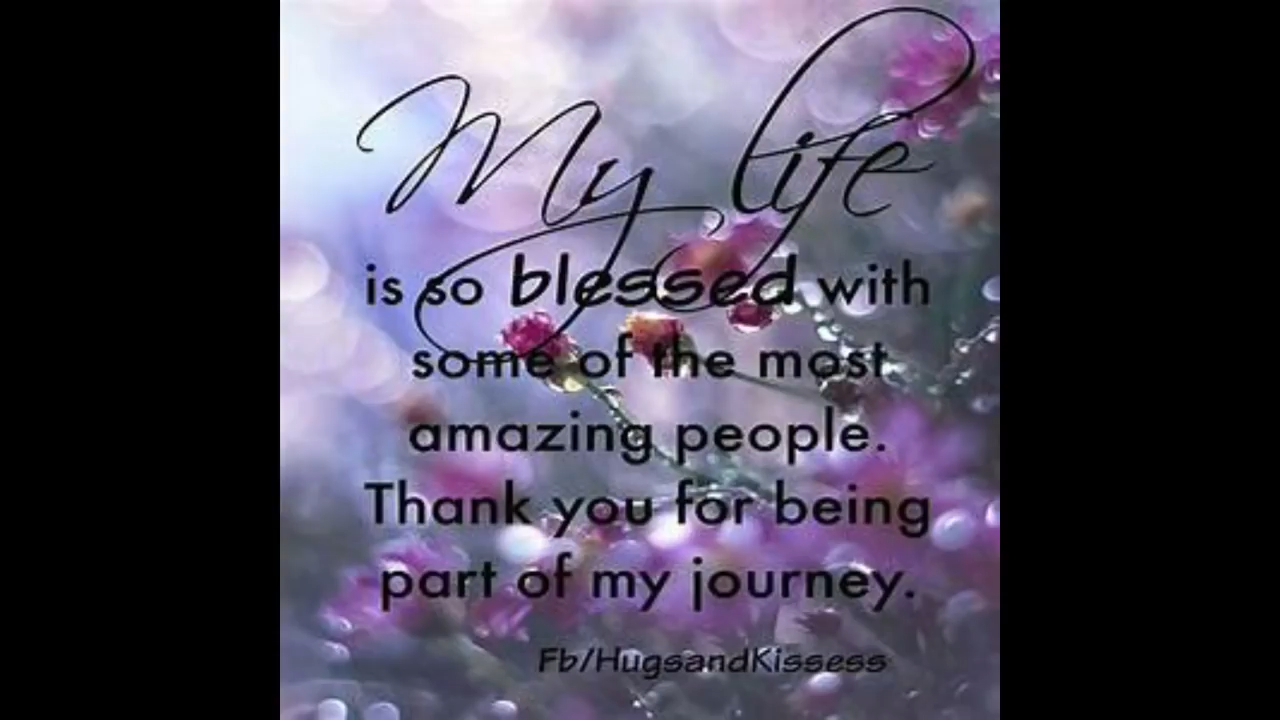 My life
is so blessed with
some of the most
amazing people.
Thank you for being
part of my journey.
Fb/HugsandKissess